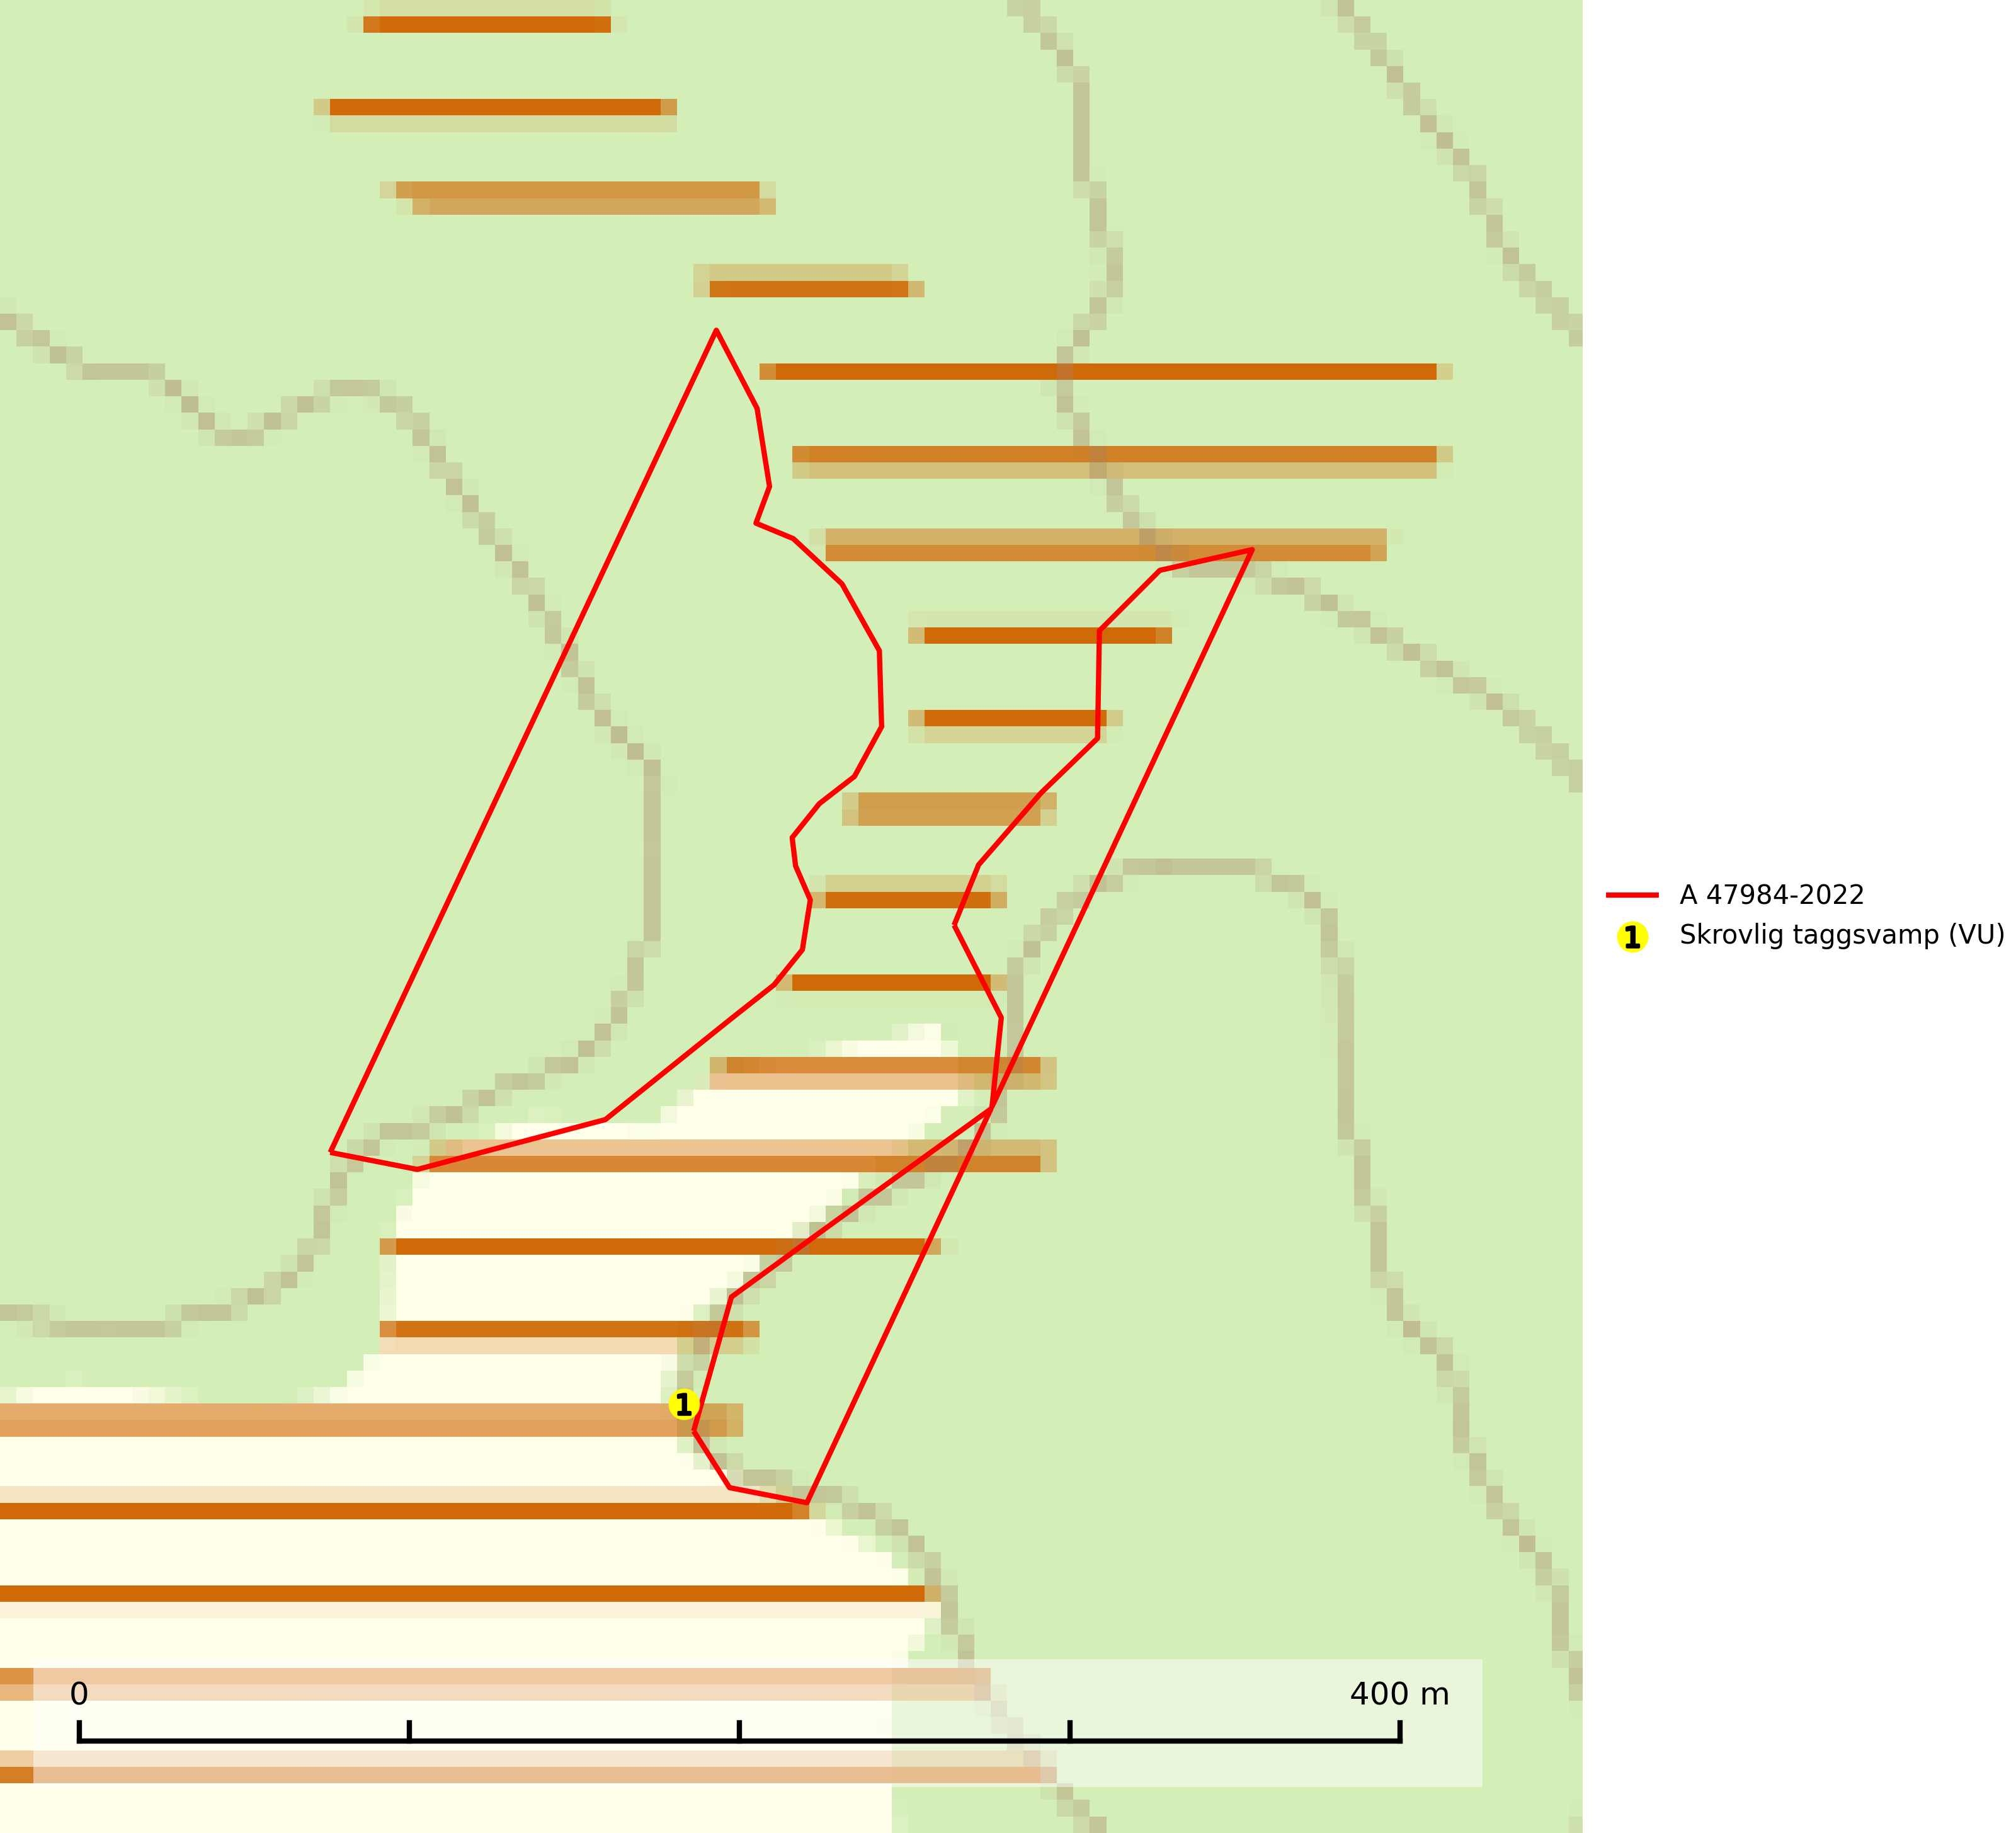 A 47984-2022
1 Skrovlig taggsvamp (VU)
1
0 400 m